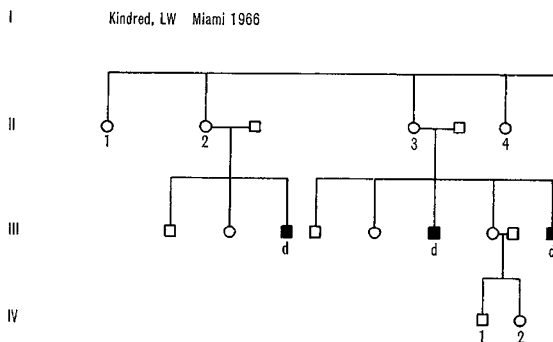 I Kindred, LW Miami 1966
II 1 2 3 4
III d d d
IV 1 2